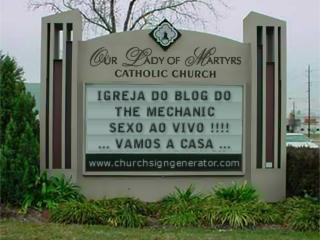 Our Lady of Martyrs
CATHOLIC CHURCH
IGREJA DO BLOG DO
THE MECHANIC
SEXO AO VIVO !!!!
... VAMOS A CASA ...
www.churchsigngenerator.com